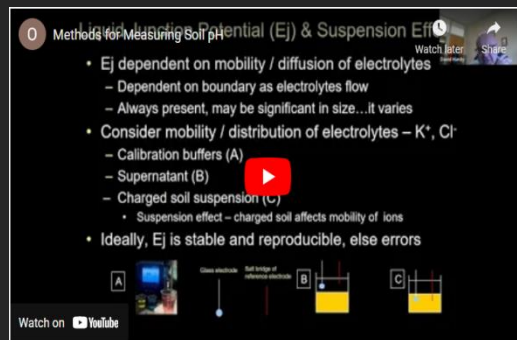 Liquid Junction Potential (Ej) & Suspension Eff
O Methods for Measuring Soil pH
Watch later Share
• Ej dependent on mobility / diffusion of electrolytes
– Dependent on boundary as electrolytes flow
– Always present, may be significant in size…it varies
• Consider mobility / distribution of electrolytes – K⁺, Cl⁻
– Calibration buffers (A)
– Supernatant (B)
– Charged soil suspension (C)
• Suspension effect – charged soil affects mobility of ions
• Ideally, Ej is stable and reproducible, else errors
A
Glass electrode
Salt bridge of
reference electrode
B
C
Watch on YouTube